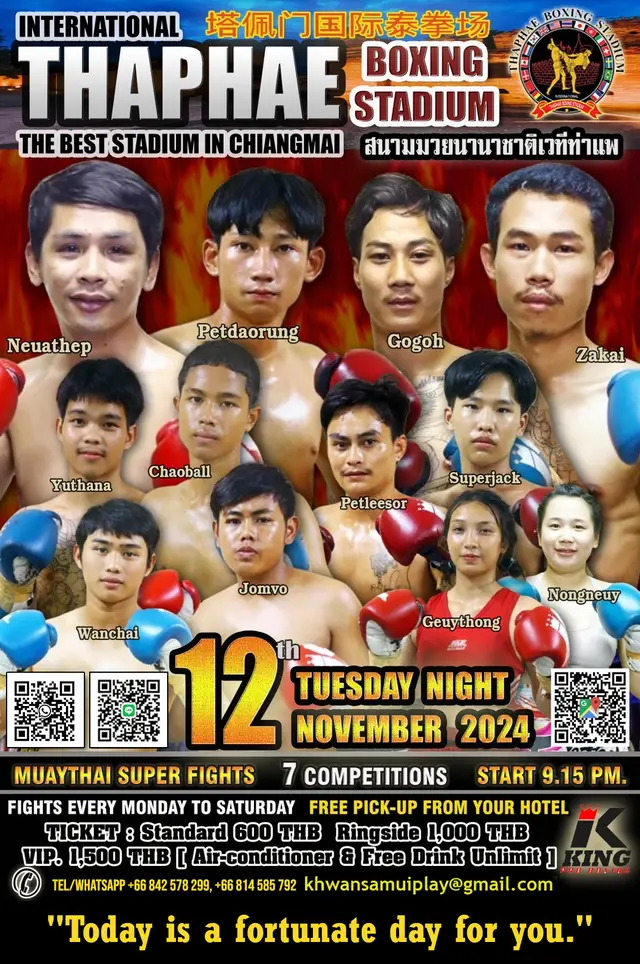 INTERNATIONAL
塔佩门国际泰拳场
THAPHAE
BOXING
STADIUM
THE BEST STADIUM IN CHIANGMAI
สนามมวยนานาชาติเวทีท่าแพ
THAPHAE BOXING STADIUM
Neuathep
Petdaorung
Gogoh
Zakai
Yuthana
Chaoball
Petleesor
Superjack
Wanchai
Jomvo
Geuythong
Nongneuy
12th
TUESDAY NIGHT
NOVEMBER 2024
MUAYTHAI SUPER FIGHTS 7 COMPETITIONS START 9.15 PM.
FIGHTS EVERY MONDAY TO SATURDAY FREE PICK-UP FROM YOUR HOTEL
TICKET : Standard 600 THB Ringside 1,000 THB
VIP. 1,500 THB [ Air-conditioner & Free Drink Unlimit ]
K
KING
TEL/WHATSAPP +66 842 578 299, +66 814 585 792 khwansamuiplay@gmail.com
"Today is a fortunate day for you."